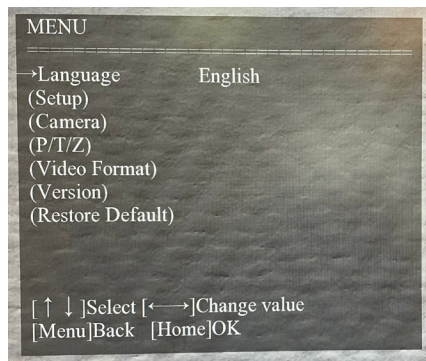 MENU
============================================
→Language English
(Setup)
(Camera)
(P/T/Z)
(Video Format)
(Version)
(Restore Default)
[↑ ↓ ]Select [←→]Change value
[Menu]Back [Home]OK